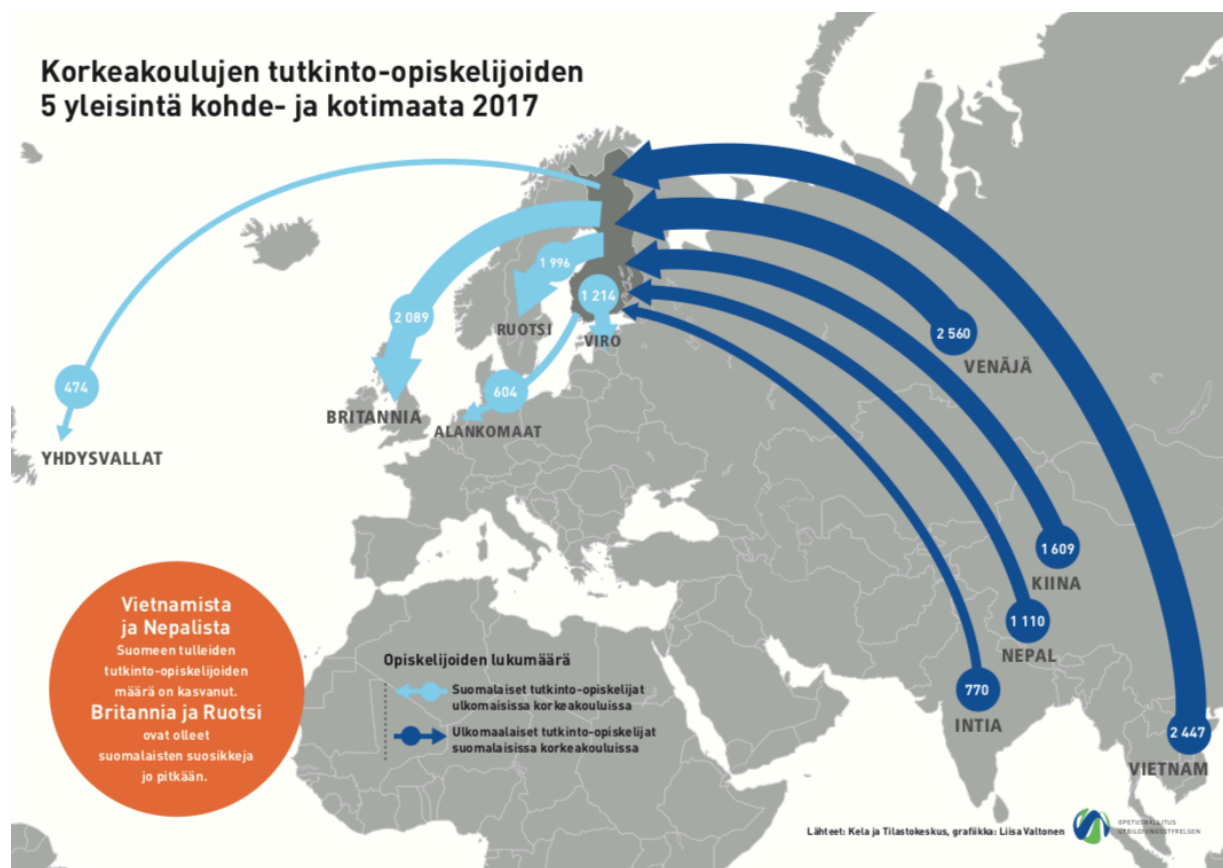 Korkeakoulujen tutkinto-opiskelijoiden
5 yleisintä kohde- ja kotimaata 2017
1 996
1 214
2 089
RUOTSI
VIRO
2 560
VENÄJÄ
474
604
BRITANNIA
ALANKOMAAT
YHDYSVALLAT
1 609
KIINA
1 110
NEPAL
770
INTIA
2 447
VIETNAM
Vietnamista
ja Nepalista
Suomeen tulleiden
tutkinto-opiskelijoiden
määrä on kasvanut.
Britannia ja Ruotsi
ovat olleet
suomalaisten suosikkeja
jo pitkään.
Opiskelijoiden lukumäärä
Suomalaiset tutkinto-opiskelijat
ulkomaisissa korkeakouluissa
Ulkomaalaiset tutkinto-opiskelijat
suomalaisissa korkeakouluissa
Lähteet: Kela ja Tilastokeskus, grafiikka: Liisa Valtonen
OPETUSHALLITUS
UTBILDNINGSSTYRELSEN